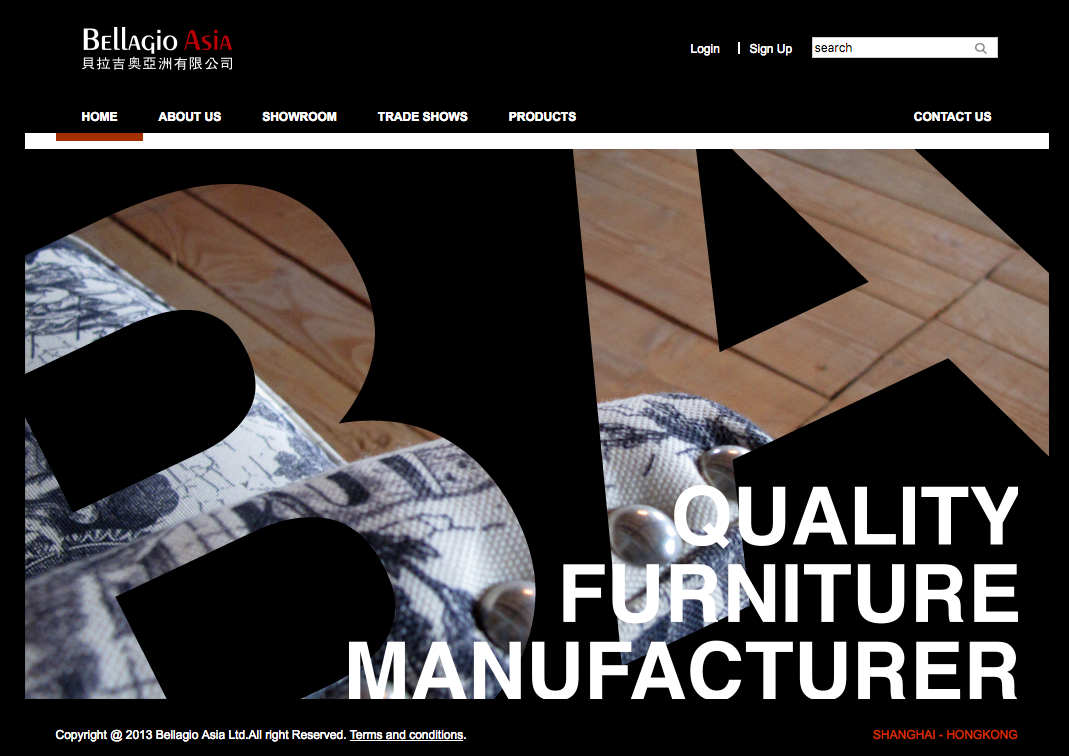 Bellagio Asia
貝拉吉奥亞洲有限公司
Login | Sign Up
search
HOME ABOUT US SHOWROOM TRADE SHOWS PRODUCTS CONTACT US
BA
QUALITY
FURNITURE
MANUFACTURER
Copyright @ 2013 Bellagio Asia Ltd.All right Reserved. Terms and conditions.
SHANGHAI - HONGKONG